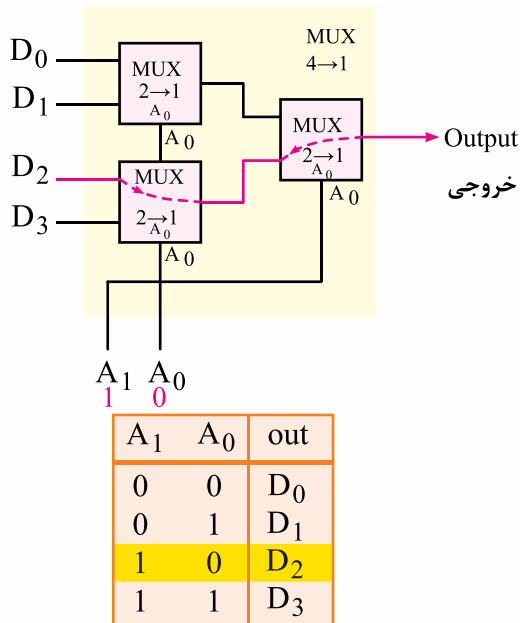 MUX
4→1
D0
D1
MUX
2→1
A0
A0
MUX
2→1
A0
A0
Output
خروجی
D2
D3
MUX
2→1
A0
A0
A1 A0
1 0
A1 A0 out
0 0 D0
0 1 D1
1 0 D2
1 1 D3